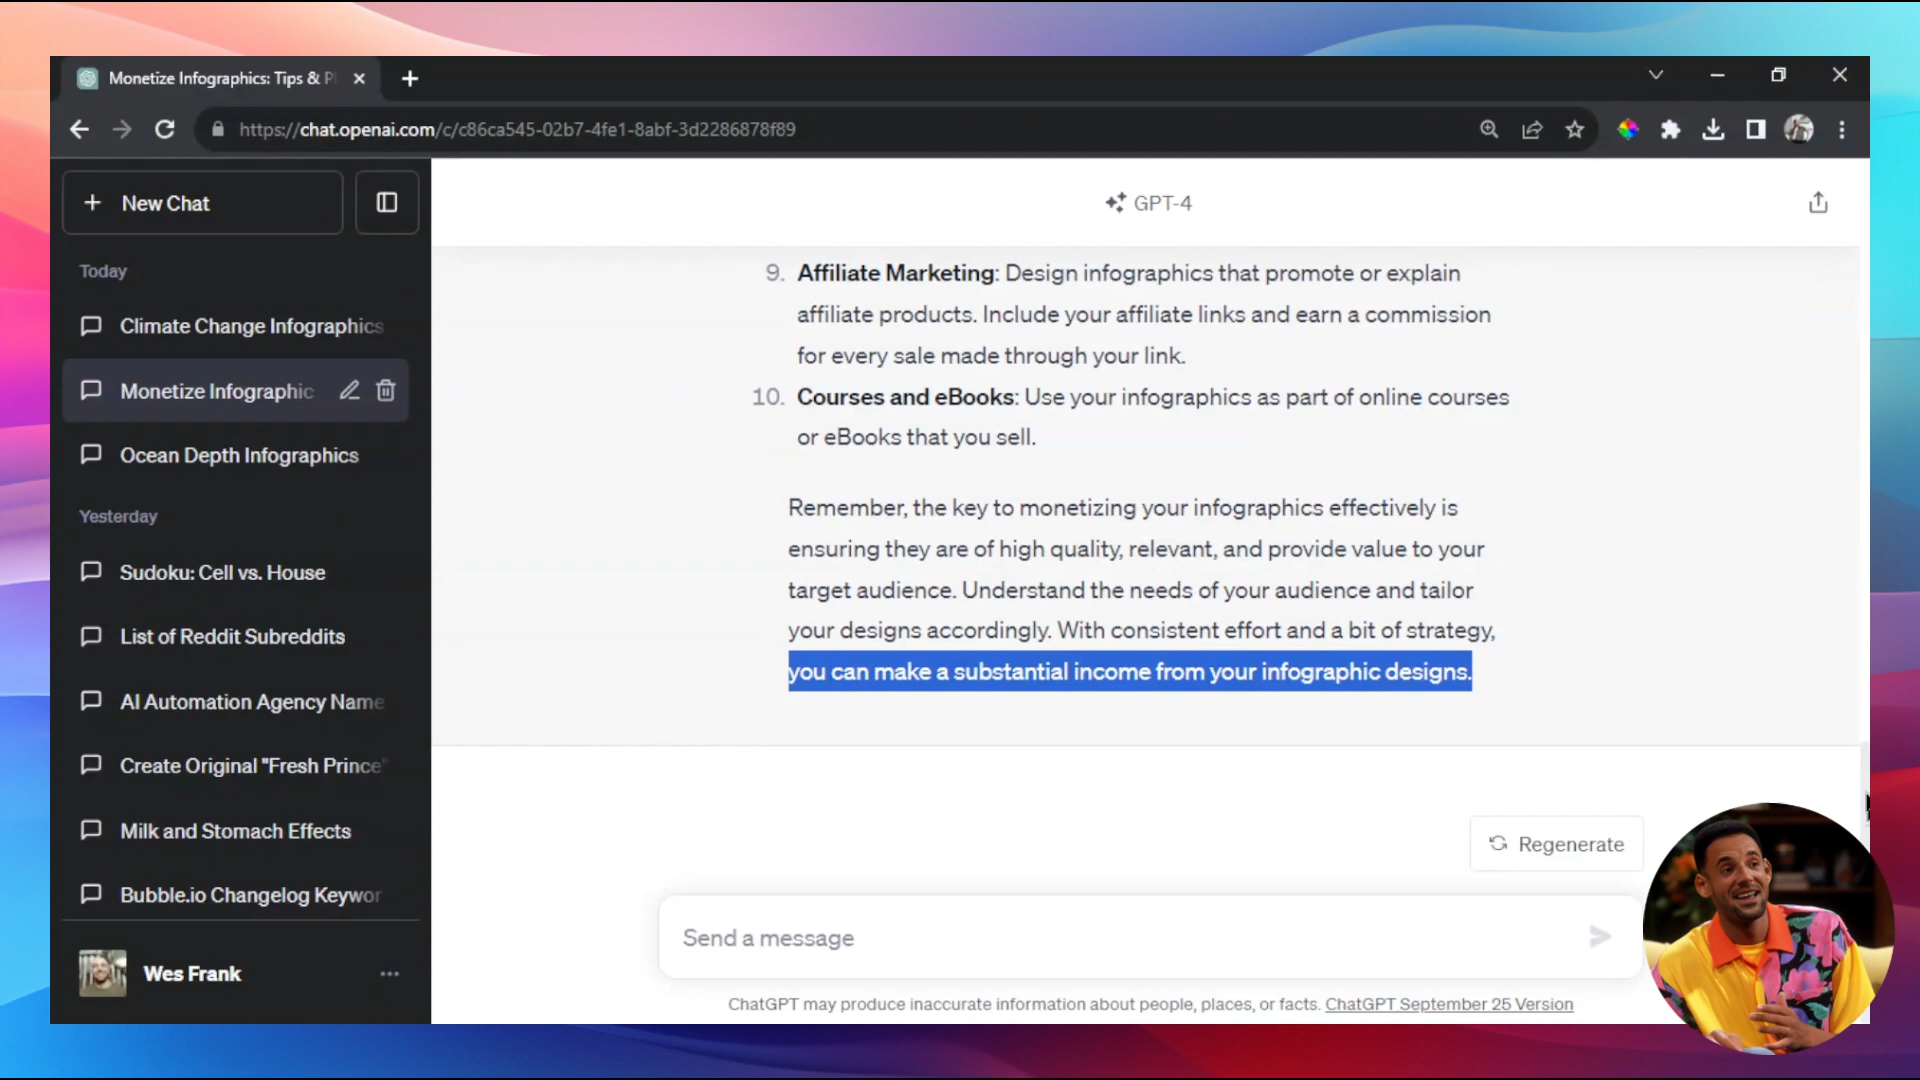 Monetize Infographics: Tips & P
https://chat.openai.com/c/c86ca545-02b7-4fe1-8abf-3d2286878f89
New Chat
Today
Climate Change Infographics
Monetize Infographic
Ocean Depth Infographics
Yesterday
Sudoku: Cell vs. House
List of Reddit Subreddits
AI Automation Agency Name
Create Original "Fresh Prince"
Milk and Stomach Effects
Bubble.io Changelog Keywor
Wes Frank
GPT-4
9. Affiliate Marketing: Design infographics that promote or explain
affiliate products. Include your affiliate links and earn a commission
for every sale made through your link.
10. Courses and eBooks: Use your infographics as part of online courses
or eBooks that you sell.
Remember, the key to monetizing your infographics effectively is
ensuring they are of high quality, relevant, and provide value to your
target audience. Understand the needs of your audience and tailor
your designs accordingly. With consistent effort and a bit of strategy,
you can make a substantial income from your infographic designs.
Regenerate
Send a message
ChatGPT may produce inaccurate information about people, places, or facts. ChatGPT September 25 Version